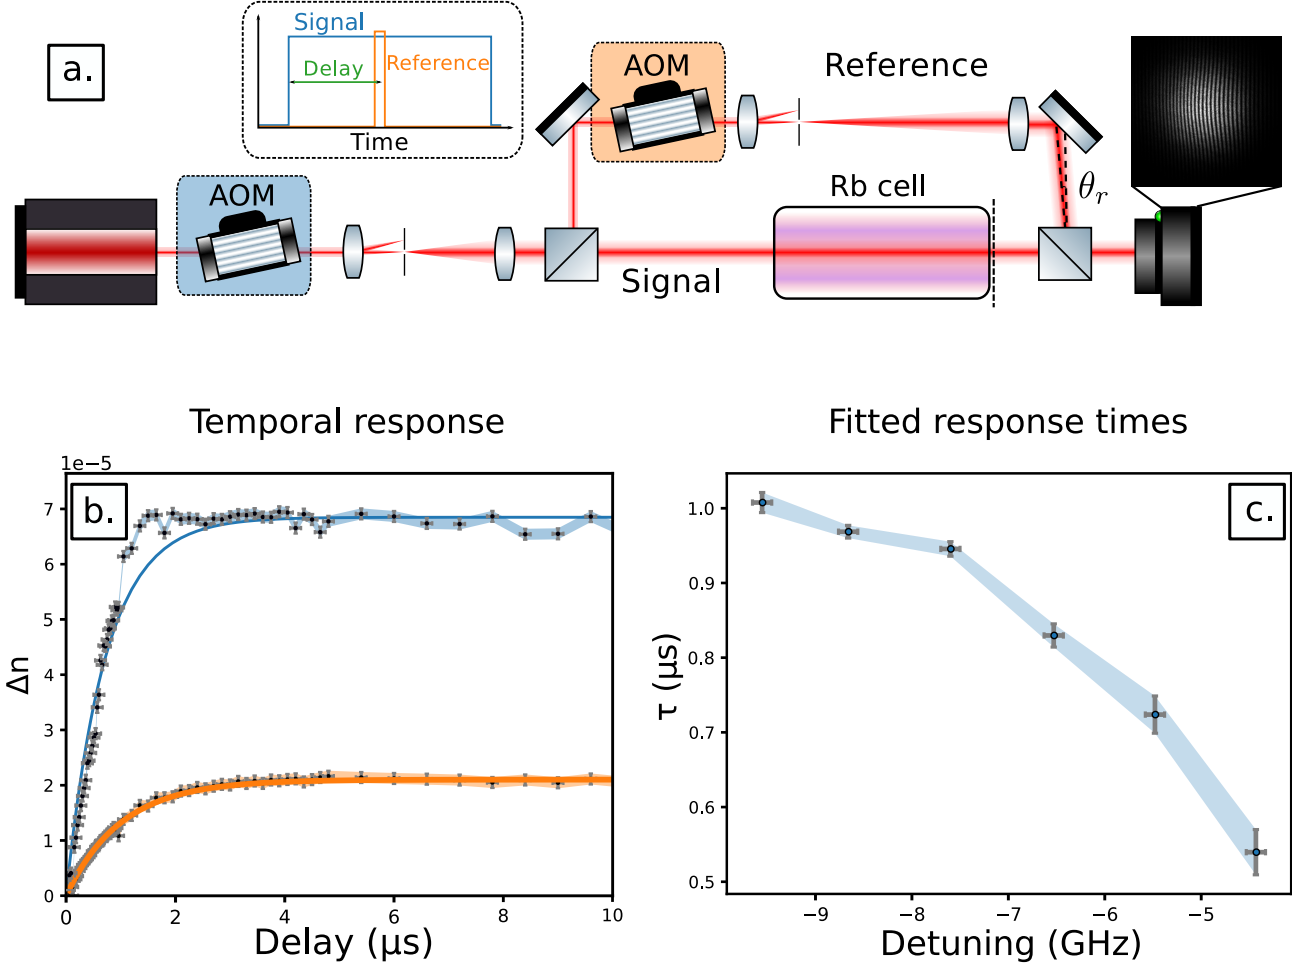 a.
Signal
Delay
Reference
Time
AOM
AOM
Reference
θr
Rb cell
Signal
Temporal response
1e−5
b.
7
6
5
4
3
2
1
0
Δn
0 2 4 6 8 10
Delay (μs)
Fitted response times
c.
1.0
0.9
0.8
0.7
0.6
0.5
τ (μs)
−9 −8 −7 −6 −5
Detuning (GHz)